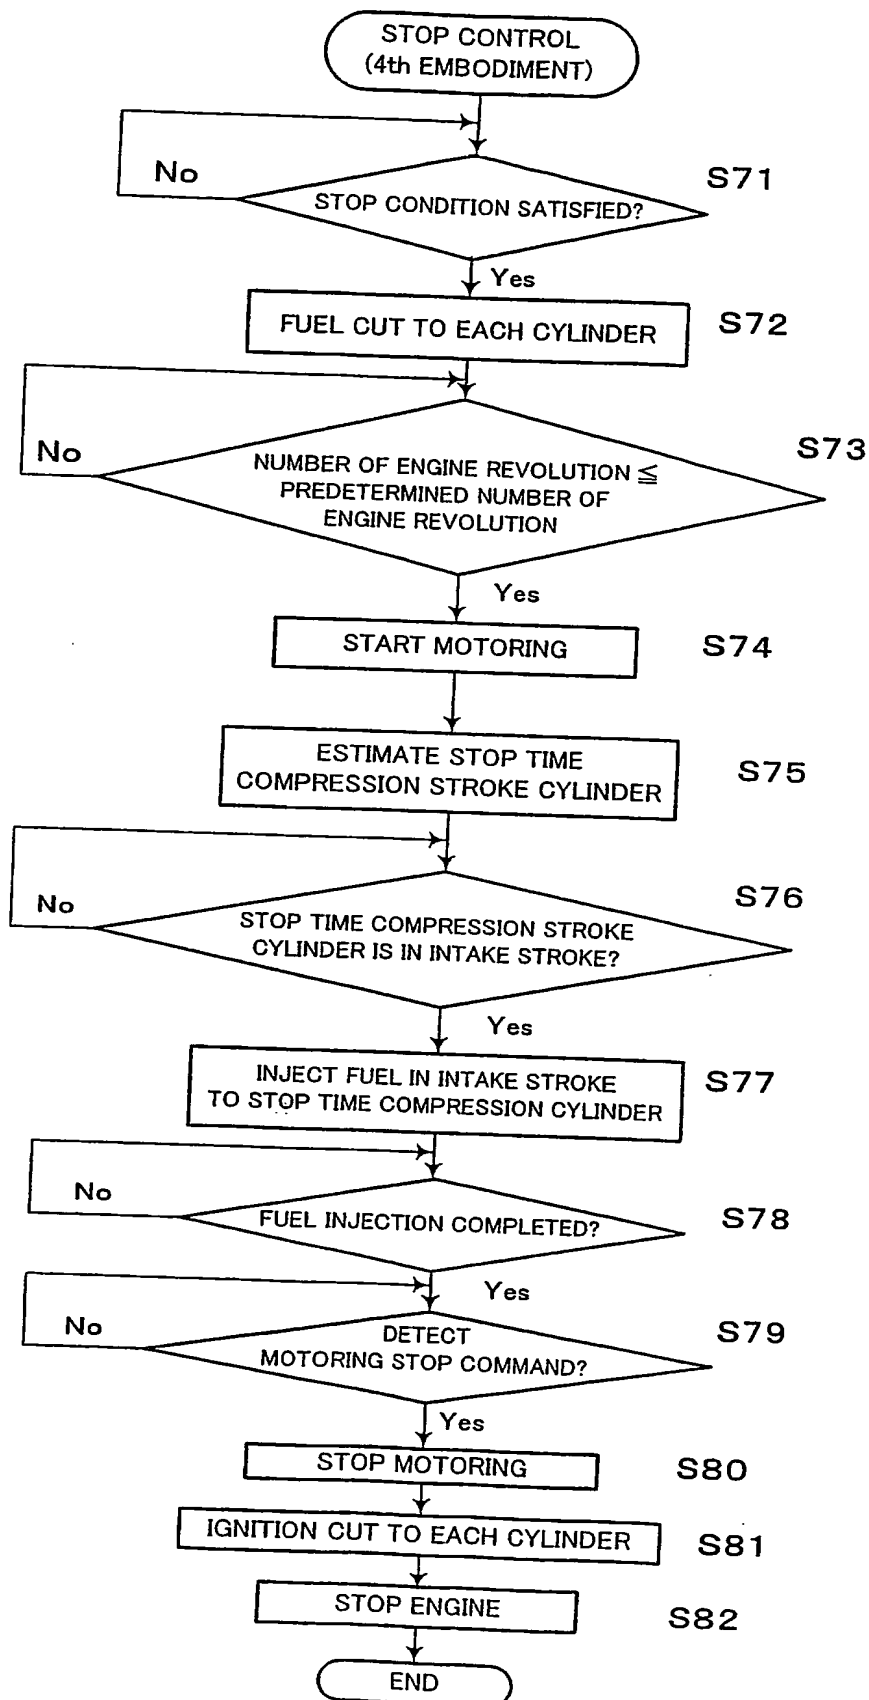 STOP CONTROL
(4th EMBODIMENT)
No
S71
STOP CONDITION SATISFIED?
Yes
FUEL CUT TO EACH CYLINDER
S72
No
S73
NUMBER OF ENGINE REVOLUTION ≦
PREDETERMINED NUMBER OF
ENGINE REVOLUTION
Yes
START MOTORING
S74
ESTIMATE STOP TIME
COMPRESSION STROKE CYLINDER
S75
No
S76
STOP TIME COMPRESSION STROKE
CYLINDER IS IN INTAKE STROKE?
Yes
INJECT FUEL IN INTAKE STROKE
TO STOP TIME COMPRESSION CYLINDER
S77
No
FUEL INJECTION COMPLETED?
S78
Yes
No
DETECT
MOTORING STOP COMMAND?
S79
Yes
STOP MOTORING
S80
IGNITION CUT TO EACH CYLINDER
S81
STOP ENGINE
S82
END